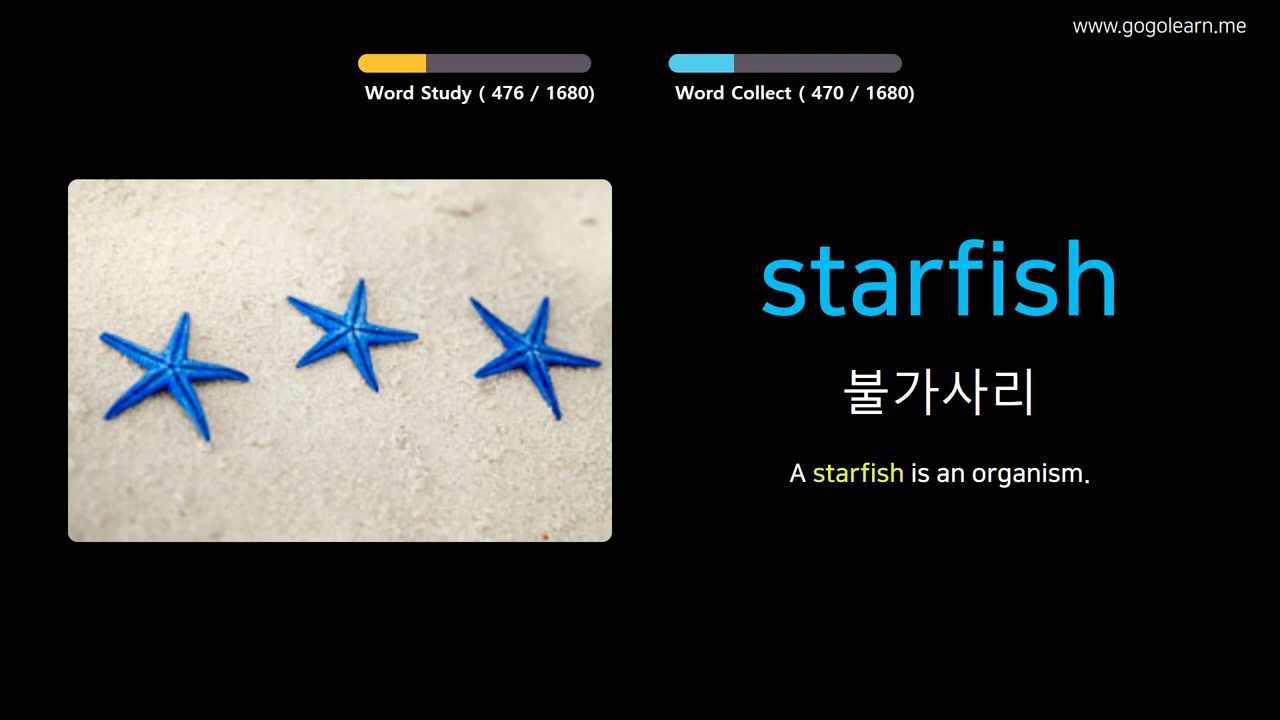 www.gogolearn.me
Word Study ( 476 / 1680)
Word Collect ( 470 / 1680)
starfish
불가사리
A starfish is an organism.